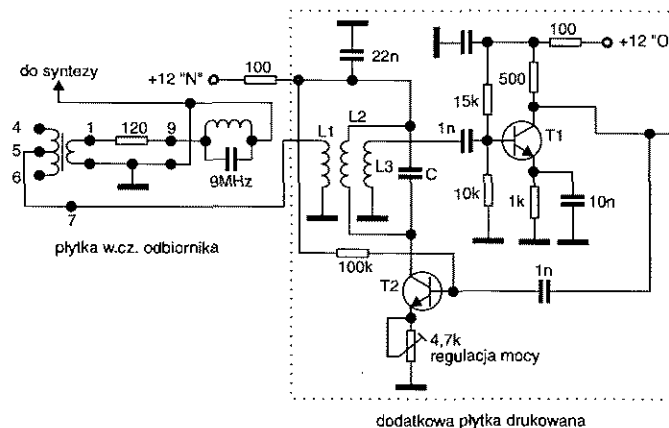 100
+12 "O"
22n
do syntezy
+12 "N"
100
500
15k
4
1
120
9
L2
1n
T1
5
L1
L3
C
6
9MHz
10k
1k
10n
7
płytka w.cz. odbiornika
100k
T2
1n
4,7k
regulacja mocy
dodatkowa płytka drukowana